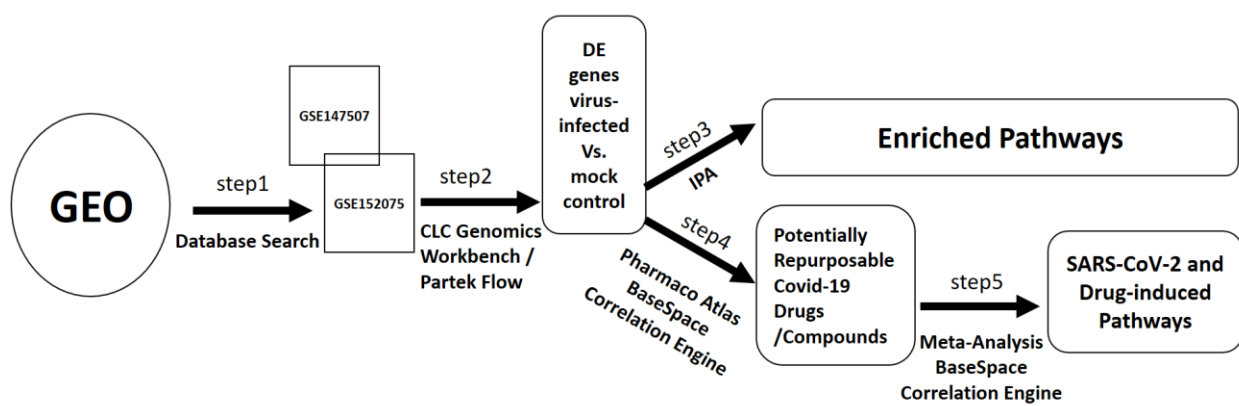 GEO
step1
Database Search
GSE147507
GSE152075
step2
CLC Genomics
Workbench /
Partek Flow
DE
genes
virus-
infected
Vs.
mock
control
step3
IPA
Enriched Pathways
step4
Pharmaco Atlas
BaseSpace
Correlation Engine
Potentially
Repurposable
Covid-19
Drugs
/Compounds
step5
Meta-Analysis
BaseSpace
Correlation Engine
SARS-CoV-2 and
Drug-induced
Pathways